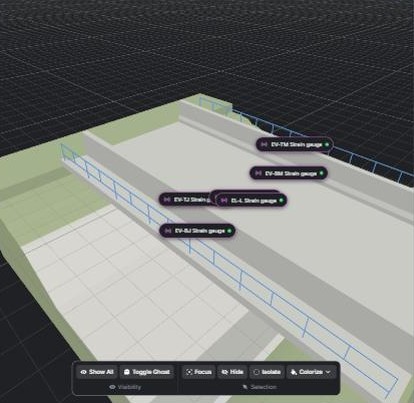 EV-TM Strain gauge
EV-BM Strain gauge
EV-TJ Strain g
EL-L Strain gauge
EV-BJ Strain gauge
Show All
Toggle Ghost
Focus
Hide
Isolate
Colorize
Visibility
Selection